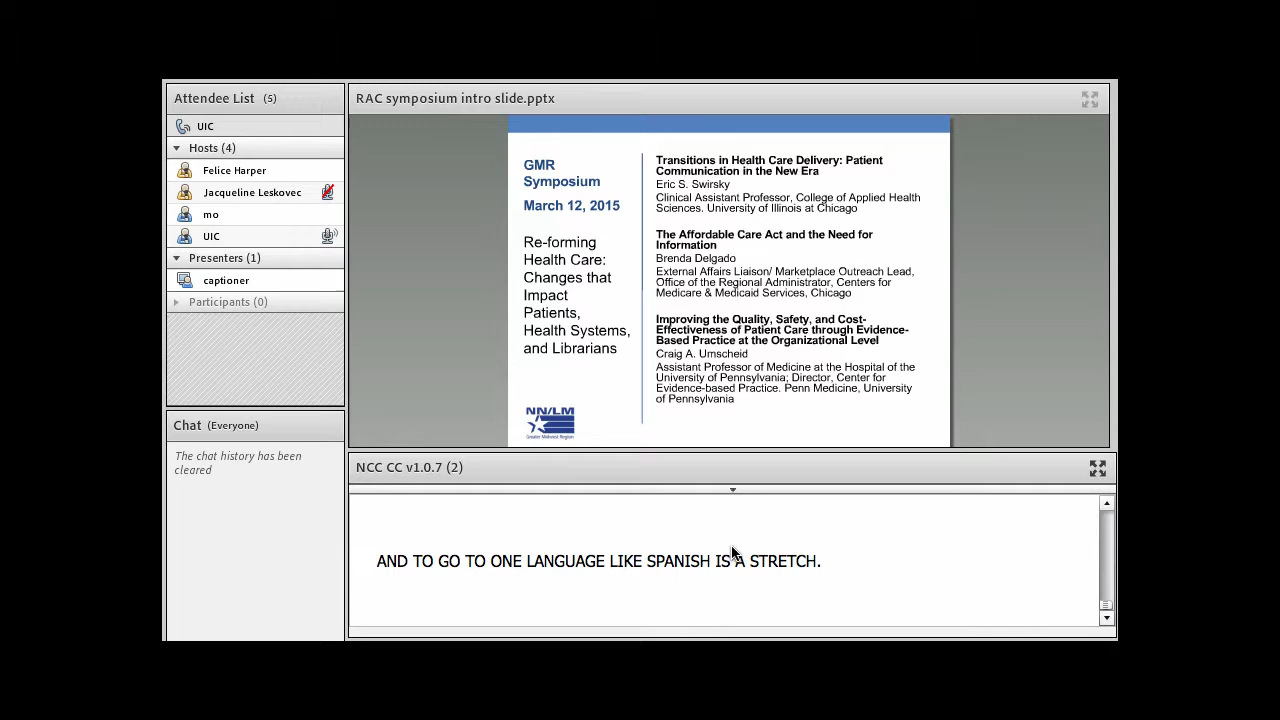 Attendee List (5)
UIC
Hosts (4)
Felice Harper
Jacqueline Leskovec
mo
UIC
Presenters (1)
captioner
Participants (0)
Chat (Everyone)
The chat history has been
cleared
RAC symposium intro slide.pptx
GMR
Symposium
March 12, 2015
Re-forming
Health Care:
Changes that
Impact
Patients,
Health Systems,
and Librarians
NN/LM
Greater Midwest Region
Transitions in Health Care Delivery: Patient
Communication in the New Era
Eric S. Swirsky
Clinical Assistant Professor, College of Applied Health
Sciences. University of Illinois at Chicago
The Affordable Care Act and the Need for
Information
Brenda Delgado
External Affairs Liaison/ Marketplace Outreach Lead,
Office of the Regional Administrator, Centers for
Medicare & Medicaid Services, Chicago
Improving the Quality, Safety, and Cost-
Effectiveness of Patient Care through Evidence-
Based Practice at the Organizational Level
Craig A. Umscheid
Assistant Professor of Medicine at the Hospital of the
University of Pennsylvania; Director, Center for
Evidence-based Practice. Penn Medicine, University
of Pennsylvania
NCC CC v1.0.7 (2)
AND TO GO TO ONE LANGUAGE LIKE SPANISH IS A STRETCH.